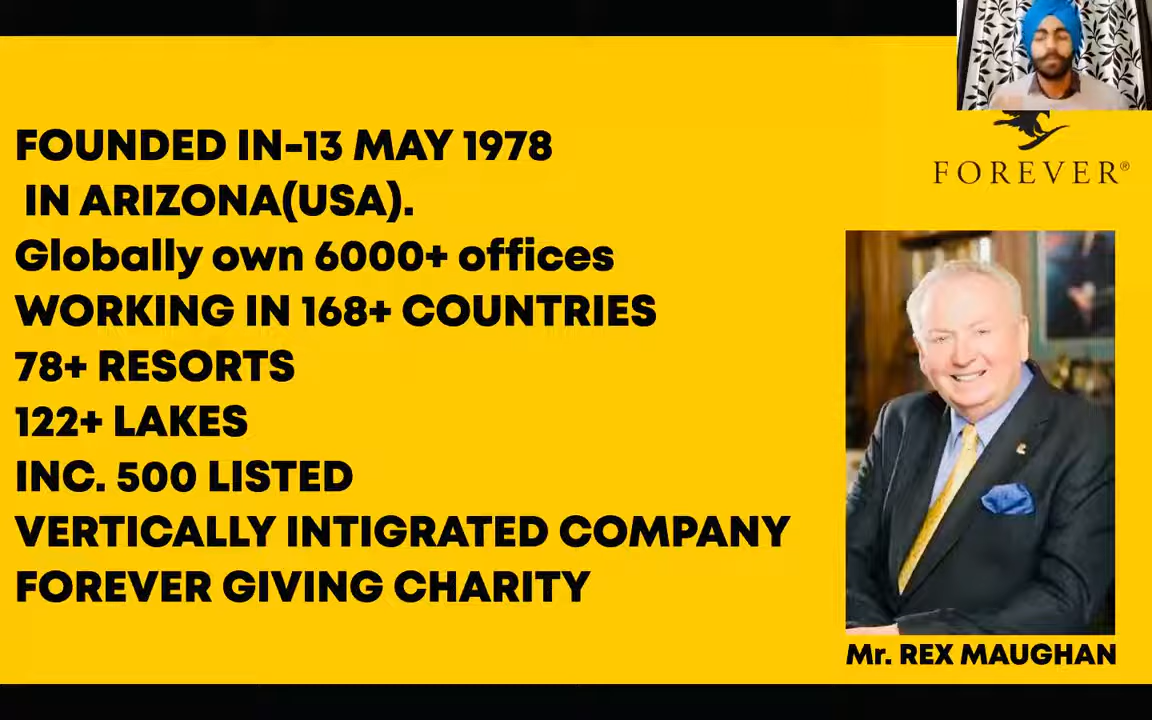 FOUNDED IN-13 MAY 1978
IN ARIZONA(USA).
Globally own 6000+ offices
WORKING IN 168+ COUNTRIES
78+ RESORTS
122+ LAKES
INC. 500 LISTED
VERTICALLY INTIGRATED COMPANY
FOREVER GIVING CHARITY
FOREVER®
Mr. REX MAUGHAN